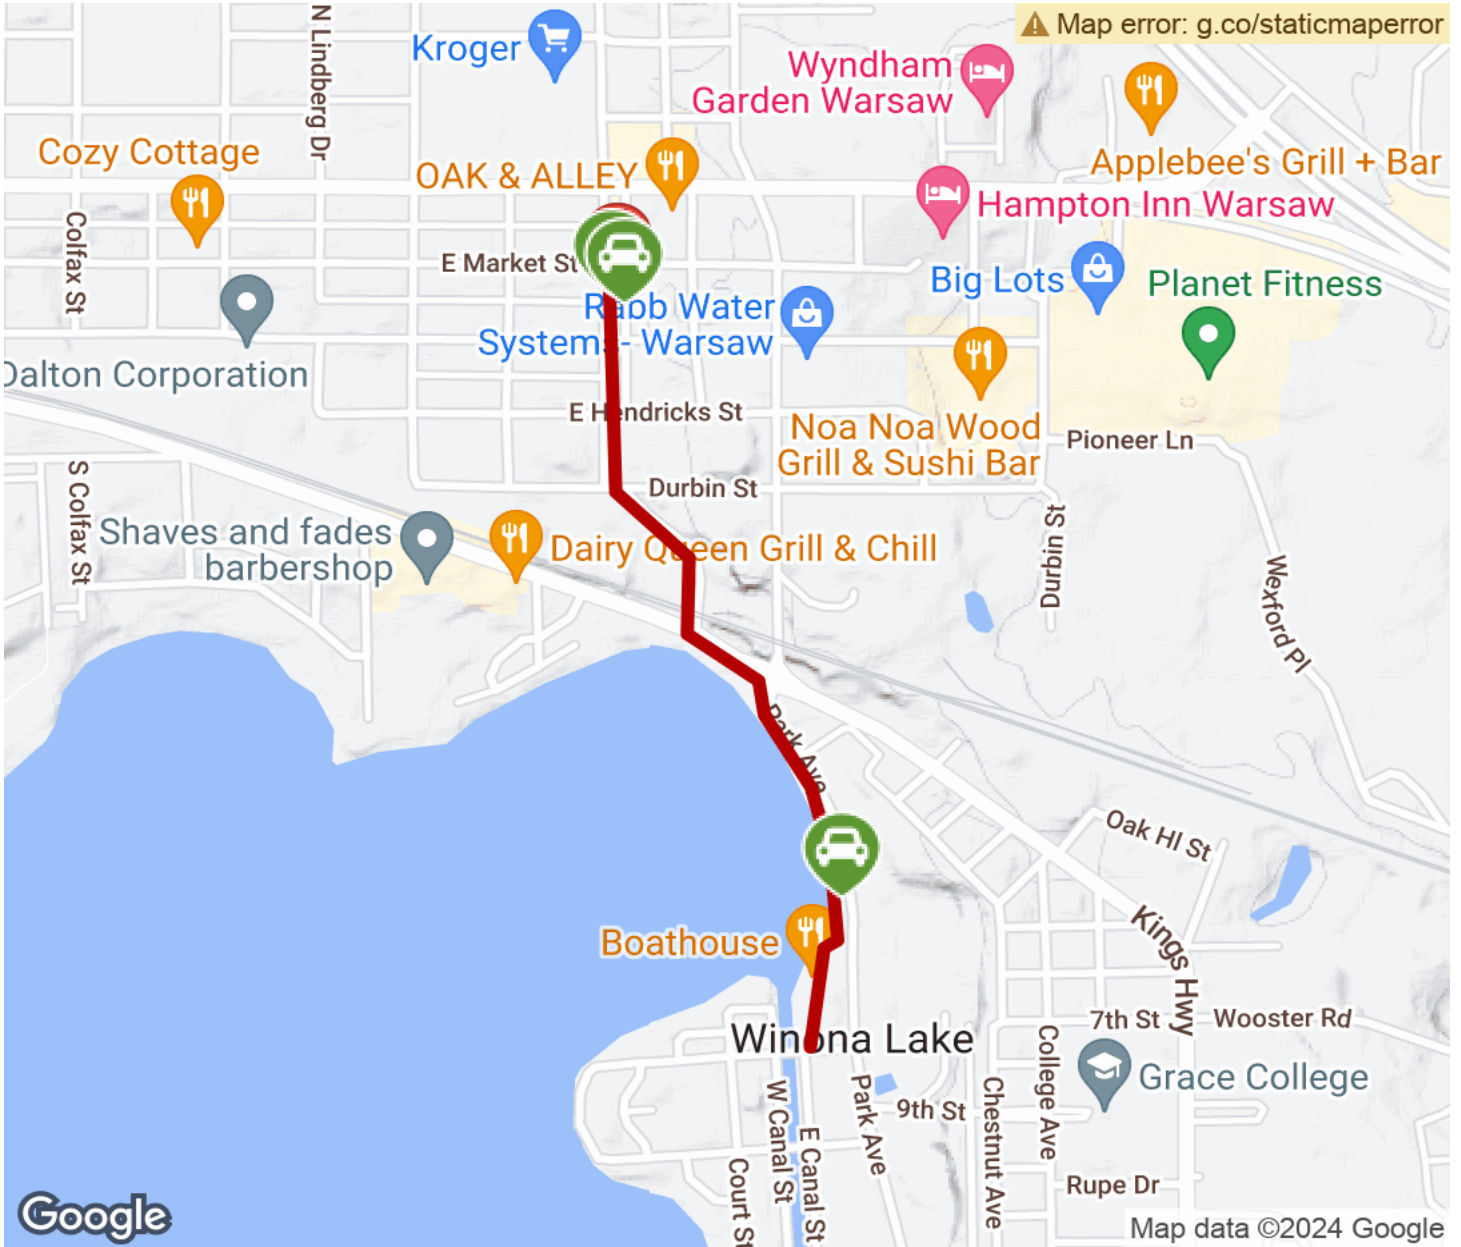 Map error: g.co/staticmaperror
N Lindberg Dr
Kroger
Wyndham
Garden Warsaw
Cozy Cottage
OAK & ALLEY
Applebee's Grill + Bar
Hampton Inn Warsaw
Colfax St
E Market St
Big Lots
Planet Fitness
Rabb Water
Systems- Warsaw
Dalton Corporation
E Hendricks St
Noa Noa Wood
Grill & Sushi Bar
Pioneer Ln
S Colfax St
Durbin St
Shaves and fades
barbershop
Dairy Queen Grill & Chill
Durbin St
Wexford Pl
Park Ave
Oak Hl St
Boathouse
Kings Hwy
Winona Lake
7th St
Wooster Rd
College Ave
Grace College
W Canal St
Park Ave
9th St
Chestnut Ave
E Canal St
Court St
Rupe Dr
Google
Map data ©2024 Google